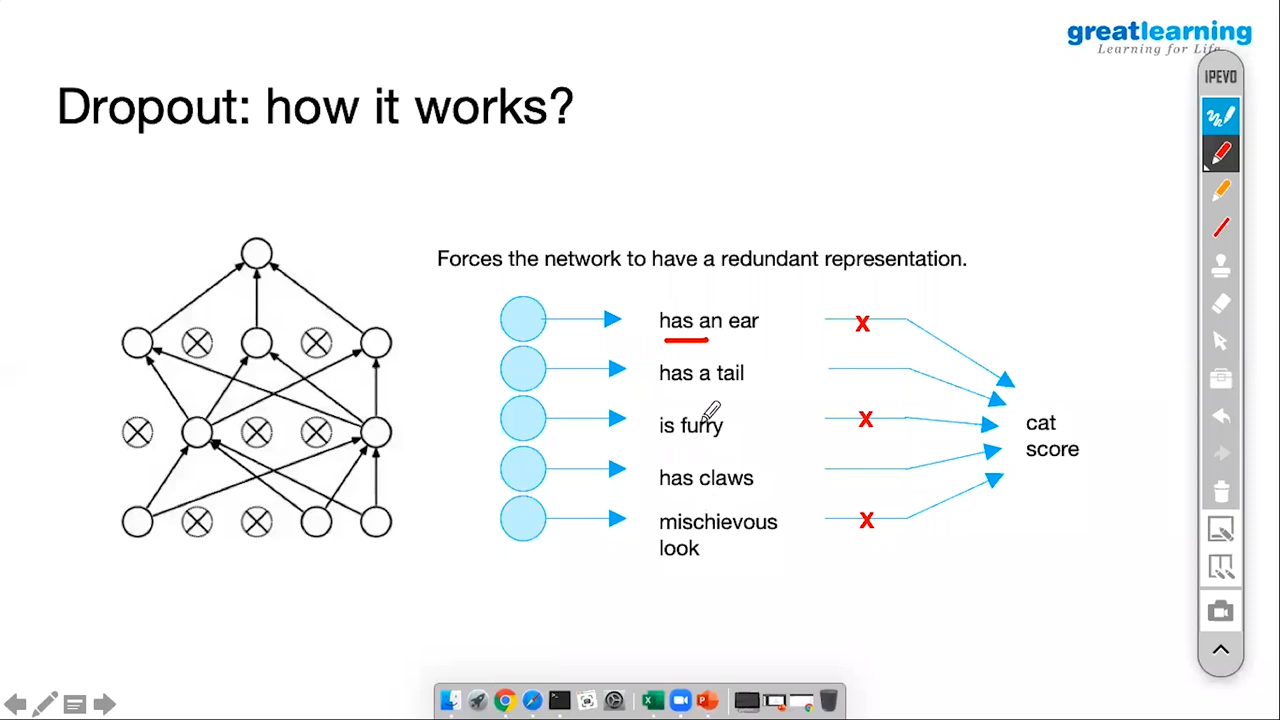 greatlearning
Learning for Life
IPEVO
Dropout: how it works?
Forces the network to have a redundant representation.
has an ear
X
has a tail
is furry
X
cat
score
has claws
mischievous
look
X